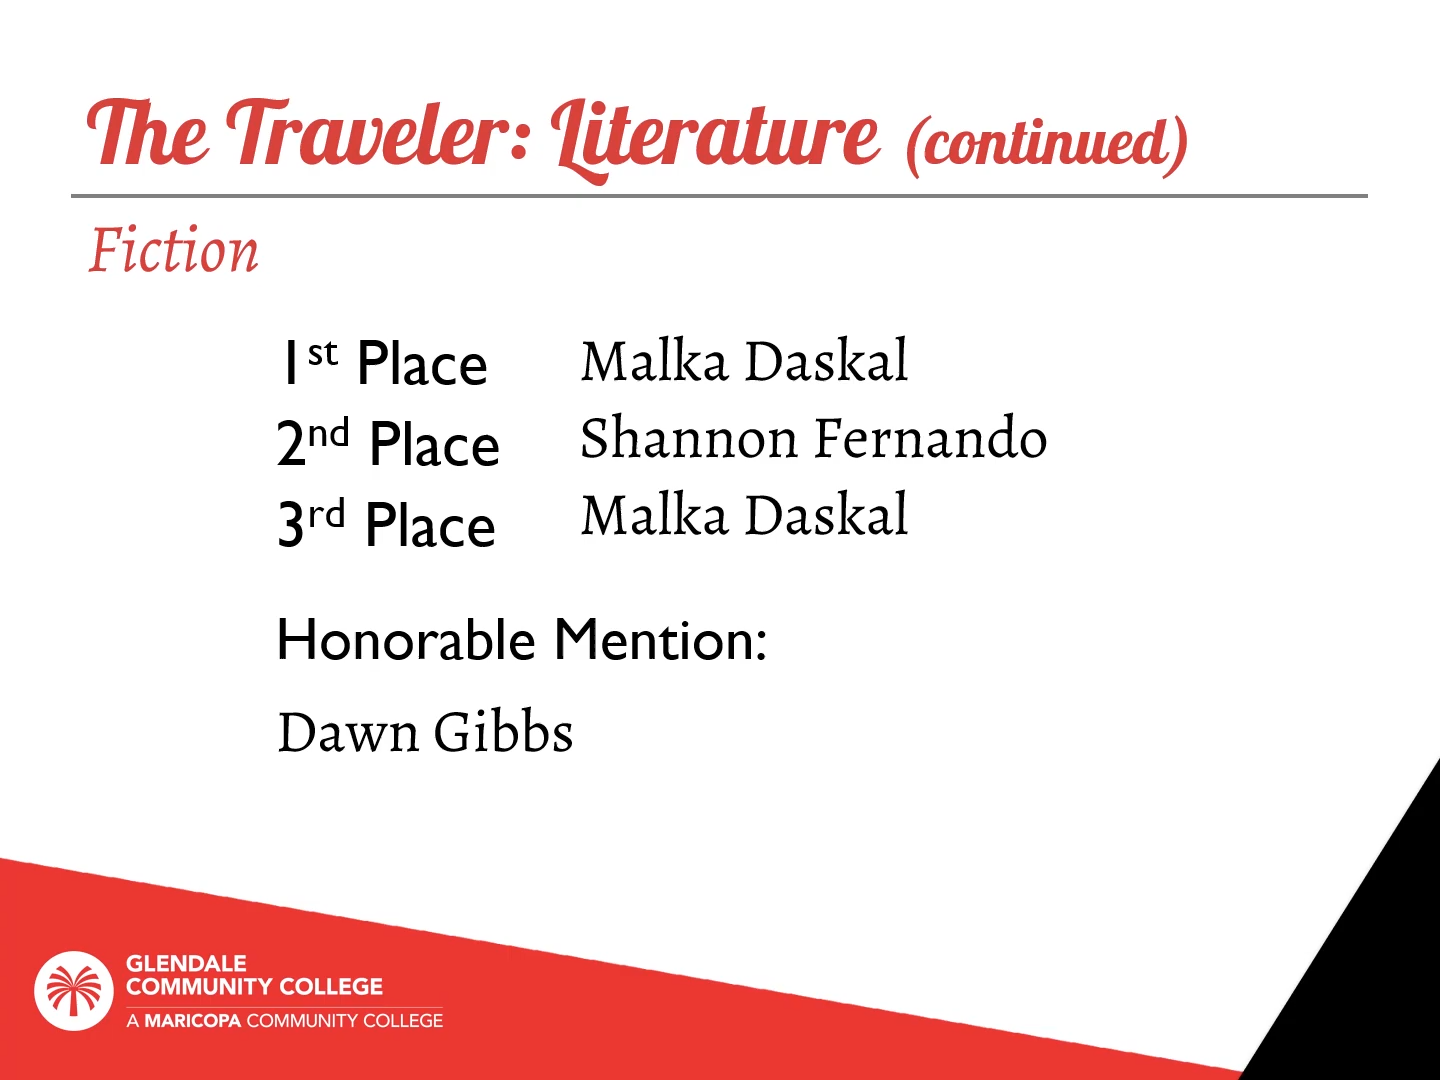 The Traveler: Literature (continued)
Fiction
1st Place Malka Daskal
2nd Place Shannon Fernando
3rd Place Malka Daskal
Honorable Mention:
Dawn Gibbs
GLENDALE
COMMUNITY COLLEGE
A MARICOPA COMMUNITY COLLEGE